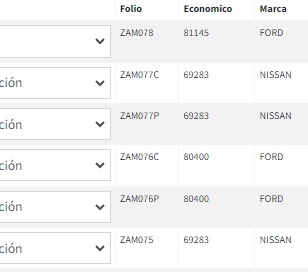 Folio Economico Marca
ZAM078 81145 FORD
ción ZAM077C 69283 NISSAN
ción ZAM077P 69283 NISSAN
ción ZAM076C 80400 FORD
ción ZAM076P 80400 FORD
ción ZAM075 69283 NISSAN